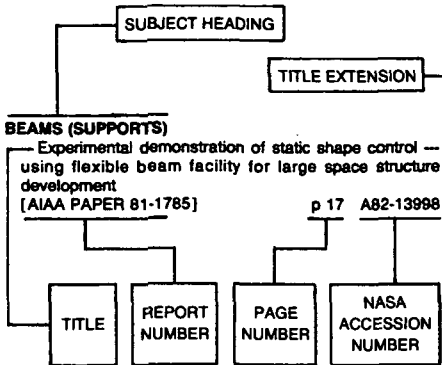 SUBJECT HEADING
TITLE EXTENSION
BEAMS (SUPPORTS)
Experimental demonstration of static shape control —
using flexible beam facility for large space structure
development
[AIAA PAPER 81-1785] p 17 A82-13998
TITLE
REPORT
NUMBER
PAGE
NUMBER
NASA
ACCESSION
NUMBER